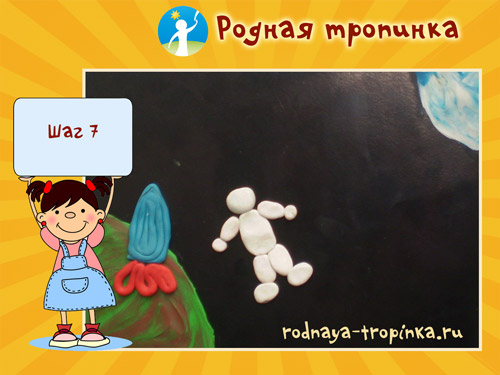 Родная тропинка
Шаг 7
rodnaya-tropinka.ru